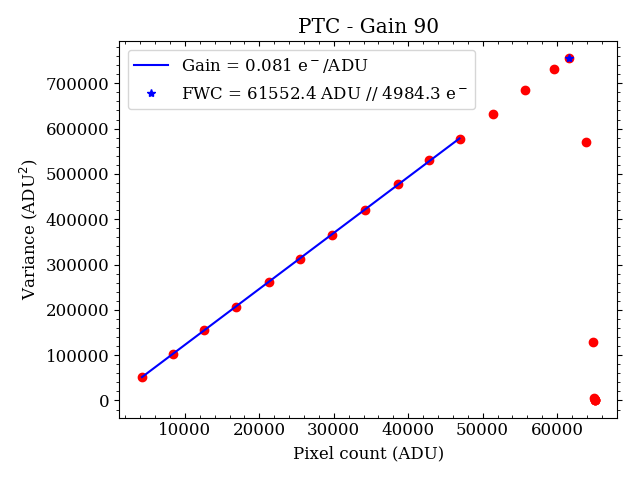 PTC - Gain 90
Gain = 0.081 e⁻/ADU
FWC = 61552.4 ADU // 4984.3 e⁻
Variance (ADU²)
700000
600000
500000
400000
300000
200000
100000
0
10000 20000 30000 40000 50000 60000
Pixel count (ADU)